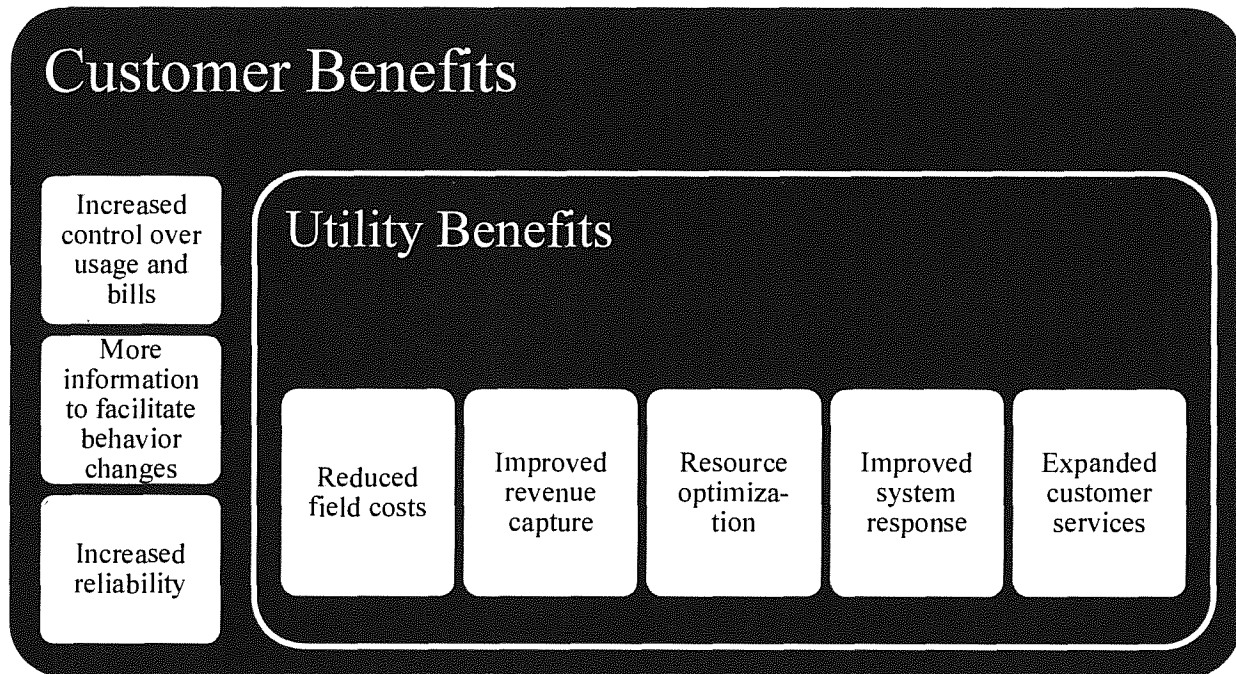 Customer Benefits
Increased
control over
usage and
bills
More
information
to facilitate
behavior
changes
Increased
reliability
Utility Benefits
Reduced
field costs
Improved
revenue
capture
Resource
optimiza-
tion
Improved
system
response
Expanded
customer
services